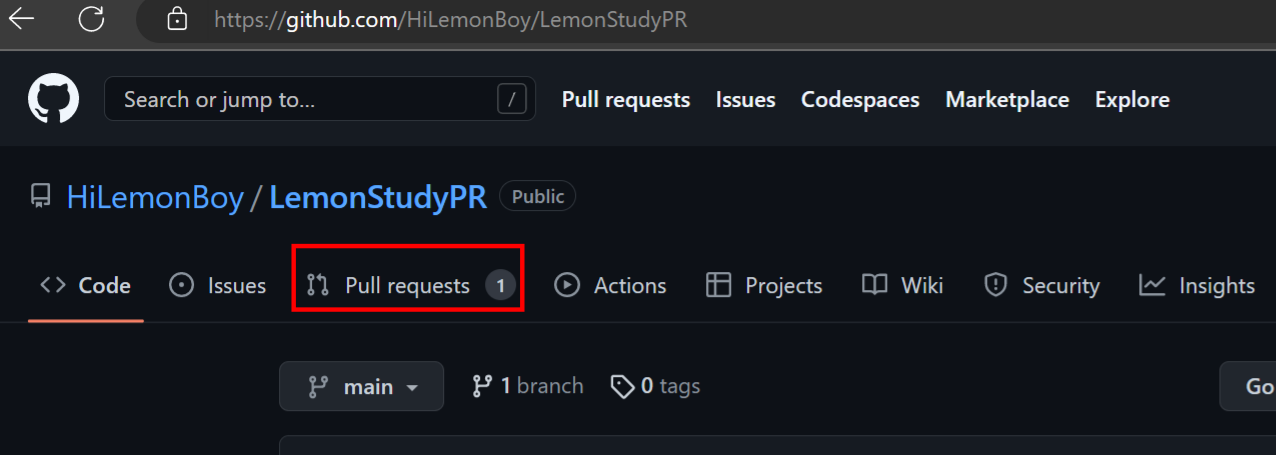 https://github.com/HiLemonBoy/LemonStudyPR
Search or jump to... / Pull requests Issues Codespaces Marketplace Explore
HiLemonBoy / LemonStudyPR Public
<> Code Issues Pull requests 1 Actions Projects Wiki Security Insights
main 1 branch 0 tags Go